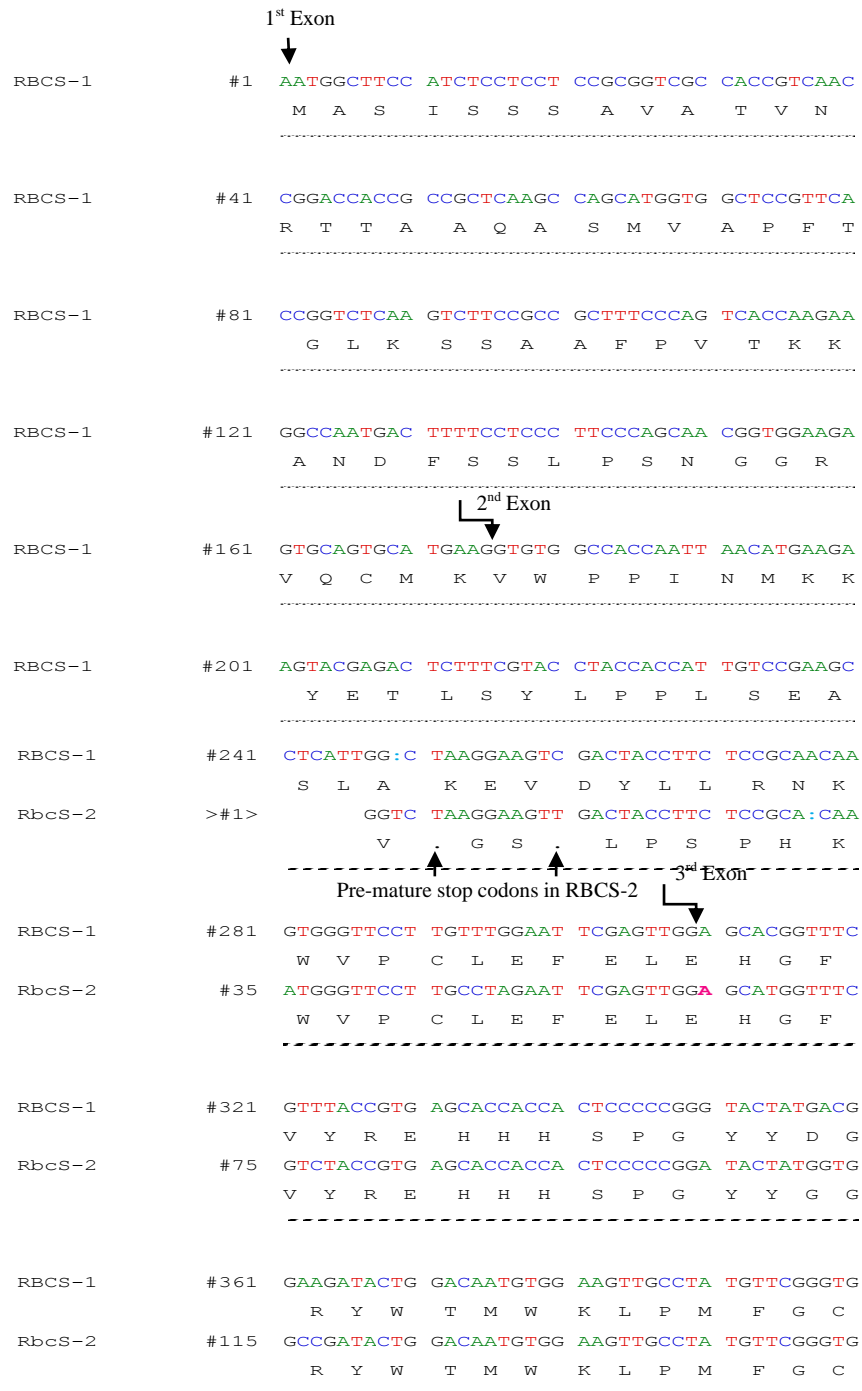 1st Exon
RBCS-1 #1 AATGGCTTCC ATCTCCTCCT CCGCGGTCGC CACCGTCAAC
M A S I S S S A V A T V N
RBCS-1 #41 CGGACCACCG CCGCTCAAGC CAGCATGGTG GCTCCGTTCA
R T T A A Q A S M V A P F T
RBCS-1 #81 CCGGTCTCAA GTCTTCCGCC GCTTTCCCAG TCACCAAGAA
G L K S S A A F P V T K K
RBCS-1 #121 GGCCAATGAC TTTTCCTCCC TTCCCAGCAA CGGTGGAAGA
A N D F S S L P S N G G R
2nd Exon
RBCS-1 #161 GTGCAGTGCA TGAAGGTGTG GCCACCAATT AACATGAAGA
V Q C M K V W P P I N M K K
RBCS-1 #201 AGTACGAGAC TCTTTCGTAC CTACCACCAT TGTCCGAAGC
Y E T L S Y L P P L S E A
RBCS-1 #241 CTCATTGG:C TAAGGAAGTC GACTACCTTC TCCGCAACAA
S L A K E V D Y L L R N K
RbcS-2 >#1> GGTC TAAGGAAGTT GACTACCTTC TCCGCA:CAA
V . G S . L P S P H K
Pre-mature stop codons in RBCS-2 3rd Exon
RBCS-1 #281 GTGGGTTCCT TGTTTGGAAT TCGAGTTGGA GCACGGTTTC
W V P C L E F E L E H G F
RbcS-2 #35 ATGGGTTCCT TGCCTAGAAT TCGAGTTGGA GCATGGTTTC
W V P C L E F E L E H G F
RBCS-1 #321 GTTTACCGTG AGCACCACCA CTCCCCCGGG TACTATGACG
V Y R E H H H S P G Y Y D G
RbcS-2 #75 GTCTACCGTG AGCACCACCA CTCCCCCGGA TACTATGGTG
V Y R E H H H S P G Y Y G G
RBCS-1 #361 GAAGATACTG GACAATGTGG AAGTTGCCTA TGTTCGGGTG
R Y W T M W K L P M F G C
RbcS-2 #115 GCCGATACTG GACAATGTGG AAGTTGCCTA TGTTCGGGTG
R Y W T M W K L P M F G C